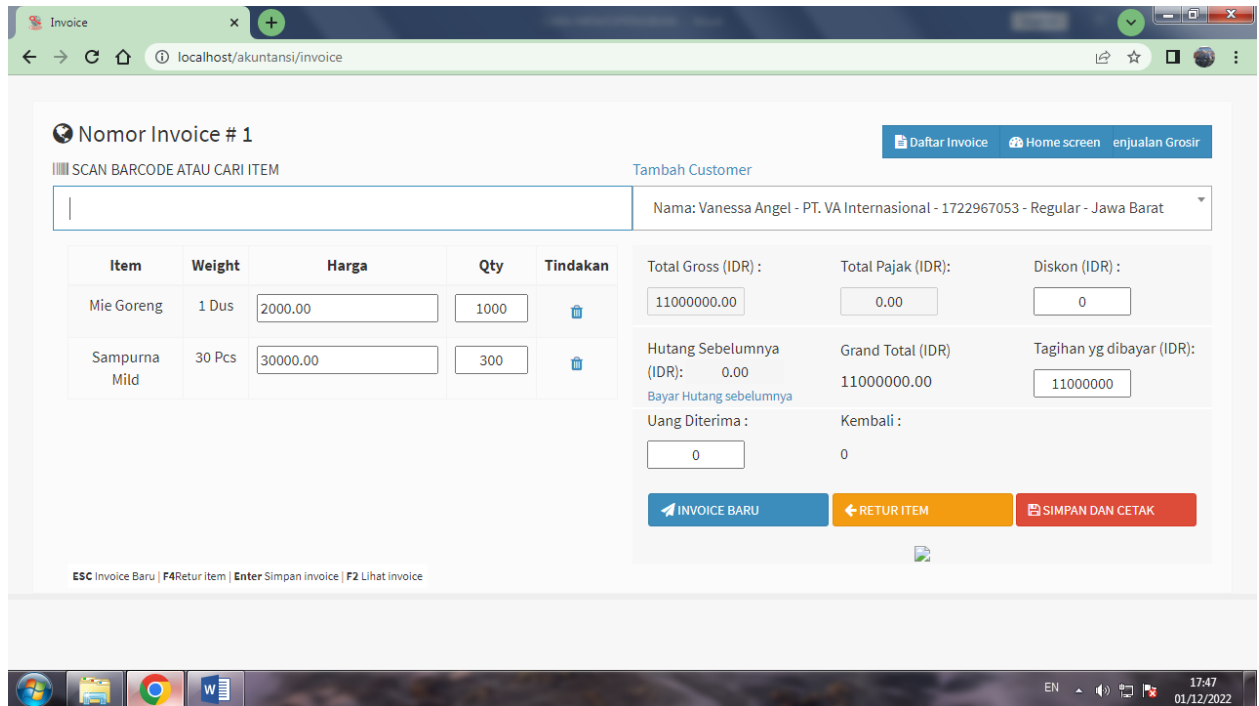 Invoice
localhost/akuntansi/invoice
Nomor Invoice # 1
Daftar Invoice Home screen enjualan Grosir
SCAN BARCODE ATAU CARI ITEM
Tambah Customer
Nama: Vanessa Angel - PT. VA Internasional - 1722967053 - Regular - Jawa Barat
Item Weight Harga Qty Tindakan
Mie Goreng 1 Dus 2000.00 1000
Sampurna Mild 30 Pcs 30000.00 300
Total Gross (IDR) : Total Pajak (IDR): Diskon (IDR) :
11000000.00 0.00 0
Hutang Sebelumnya (IDR): 0.00
Bayar Hutang sebelumnya
Grand Total (IDR)
11000000.00
Tagihan yg dibayar (IDR):
11000000
Uang Diterima : Kembali :
0 0
INVOICE BARU RETUR ITEM SIMPAN DAN CETAK
ESC Invoice Baru | F4Retur item | Enter Simpan invoice | F2 Lihat invoice
W
EN
17:47
01/12/2022